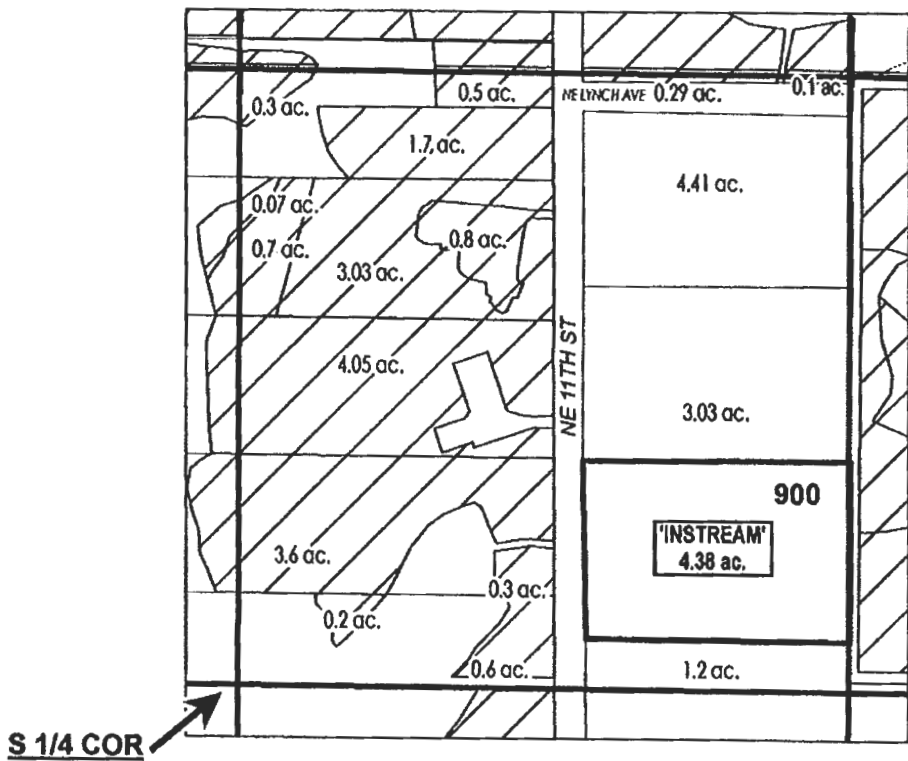 0.3 ac.
0.5 ac.
NE LYNCH AVE 0.29 ac.
0.1 ac.
1.7 ac.
4.41 ac.
0.07 ac.
0.7 ac.
0.8 ac.
3.03 ac.
4.05 ac.
NE 11TH ST
3.03 ac.
900
'INSTREAM'
4.38 ac.
3.6 ac.
0.3 ac.
0.2 ac.
0.6 ac.
1.2 ac.
S 1/4 COR